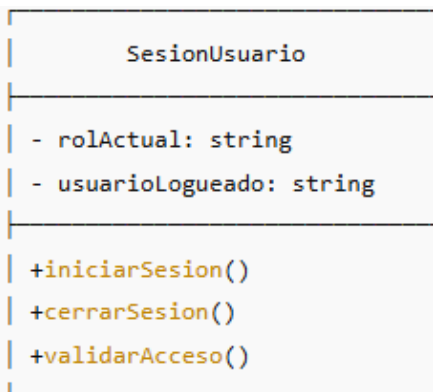 SesionUsuario
- rolActual: string
- usuarioLogueado: string
+iniciarSesion()
+cerrarSesion()
+validarAcceso()